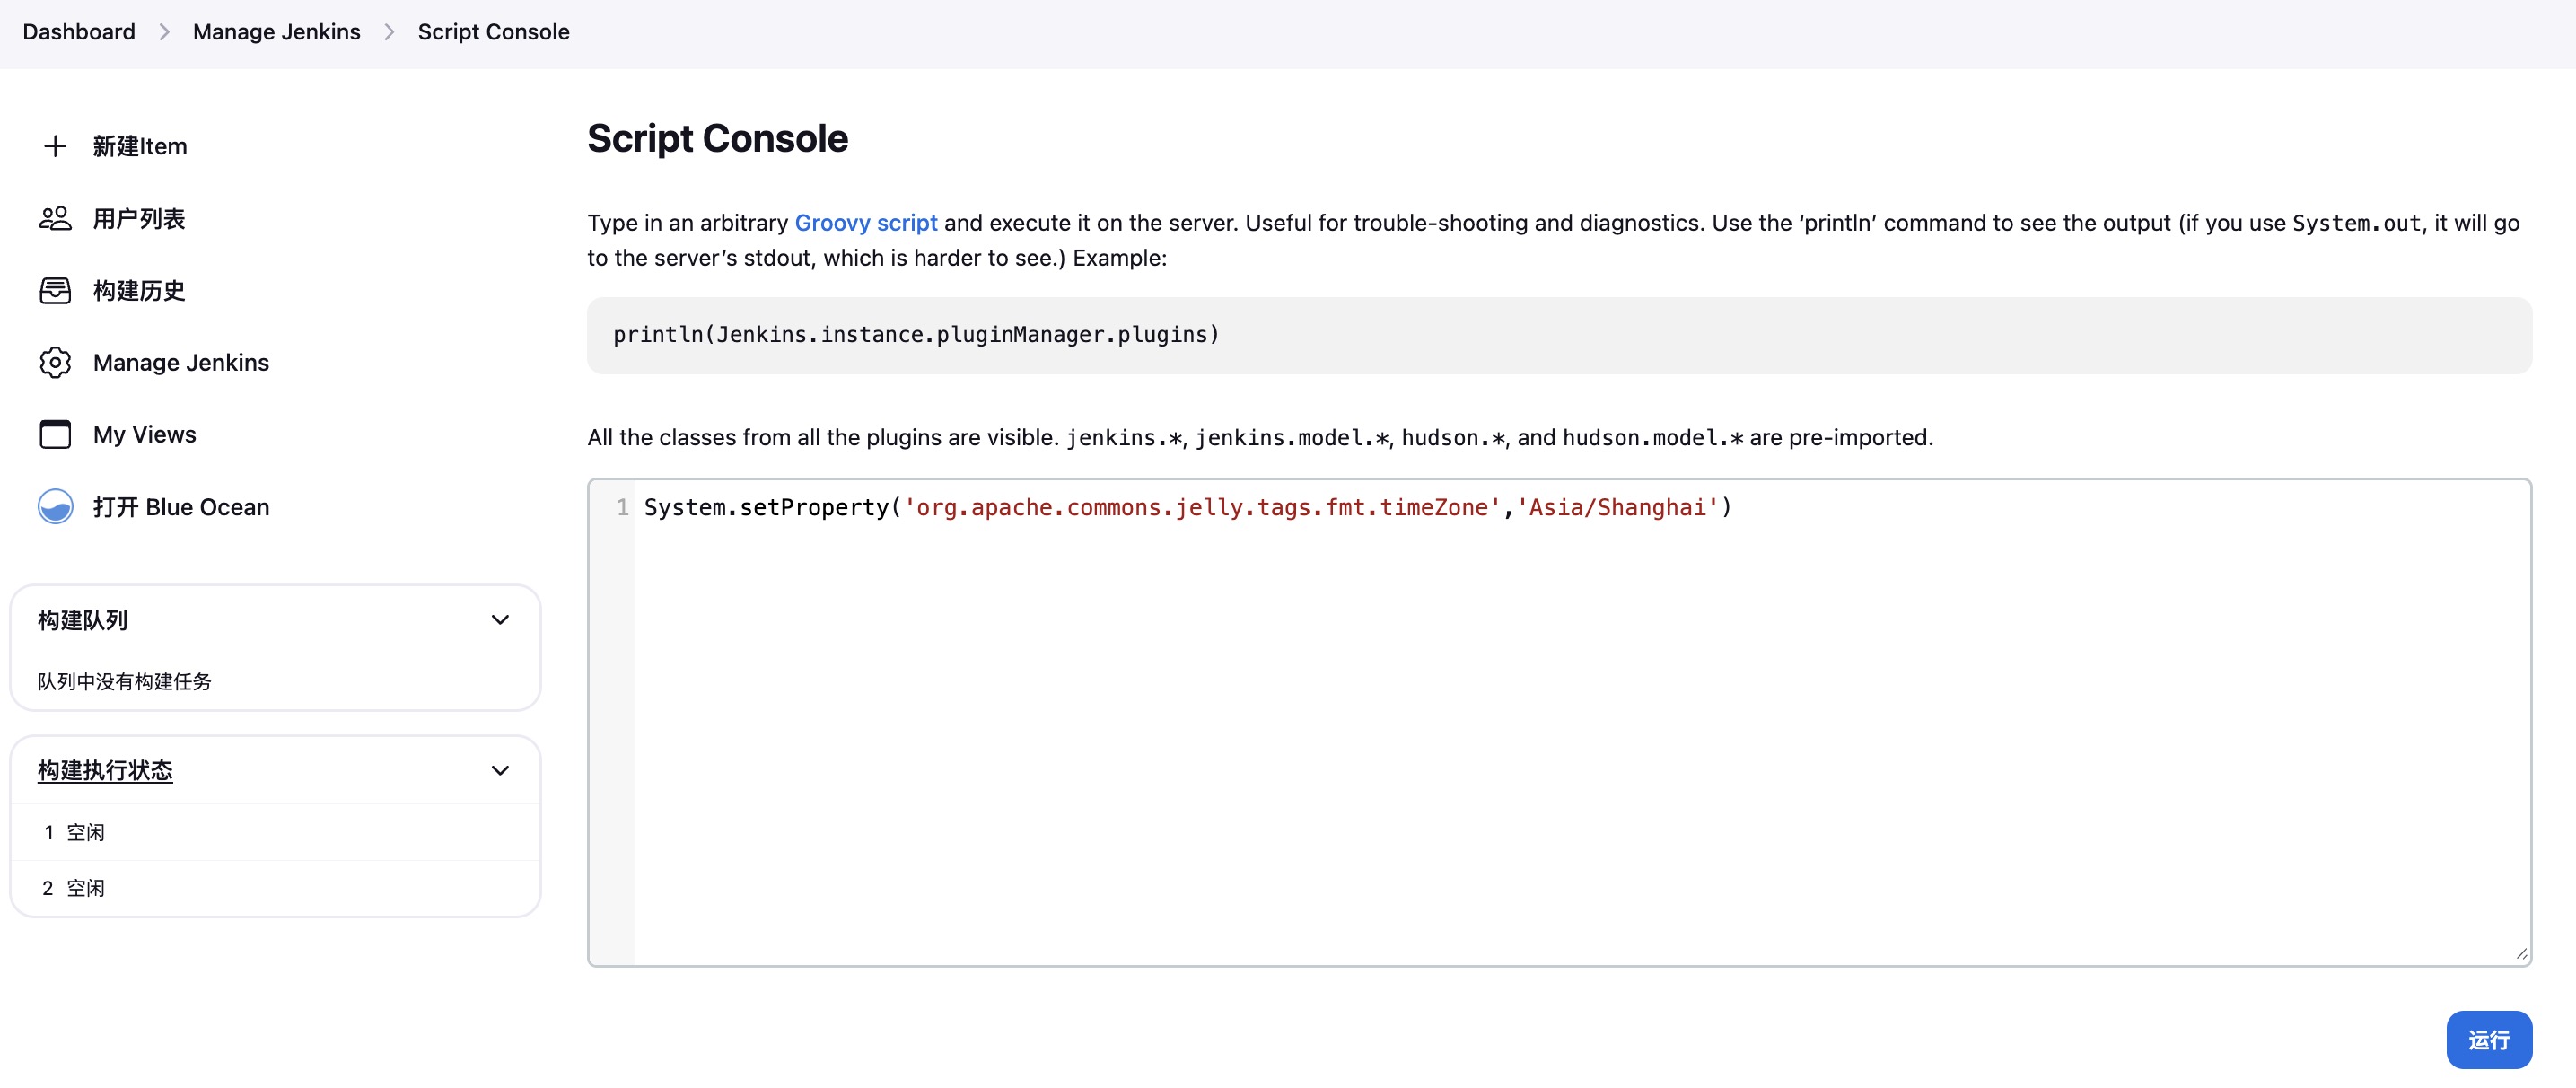 Dashboard > Manage Jenkins > Script Console
新建Item
用户列表
构建历史
Manage Jenkins
My Views
打开 Blue Ocean
构建队列
队列中没有构建任务
构建执行状态
1 空闲
2 空闲
Script Console
Type in an arbitrary Groovy script and execute it on the server. Useful for trouble-shooting and diagnostics. Use the ‘println’ command to see the output (if you use System.out, it will go
to the server’s stdout, which is harder to see.) Example:
println(Jenkins.instance.pluginManager.plugins)
All the classes from all the plugins are visible. jenkins.*, jenkins.model.*, hudson.*, and hudson.model.* are pre-imported.
1 System.setProperty('org.apache.commons.jelly.tags.fmt.timeZone','Asia/Shanghai')
运行